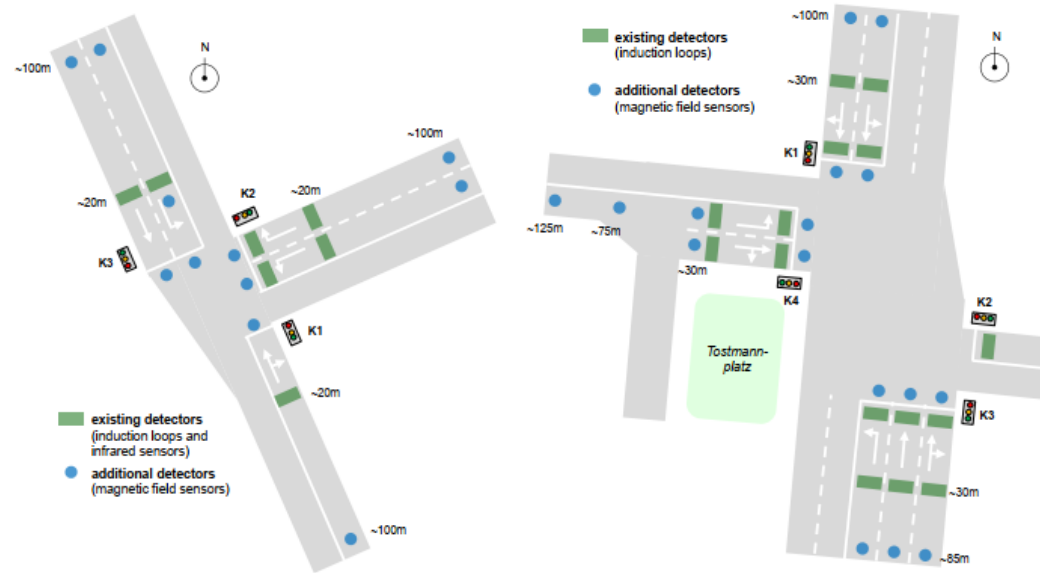 N
~100m
~100m
K2
~20m
~20m
K3
K1
~20m
existing detectors
(induction loops and
infrared sensors)
additional detectors
(magnetic field sensors)
~100m
existing detectors
(induction loops)
additional detectors
(magnetic field sensors)
~100m
N
~30m
K1
~125m
~75m
~30m
K4
K2
Tostmann-
platz
K3
~30m
~85m